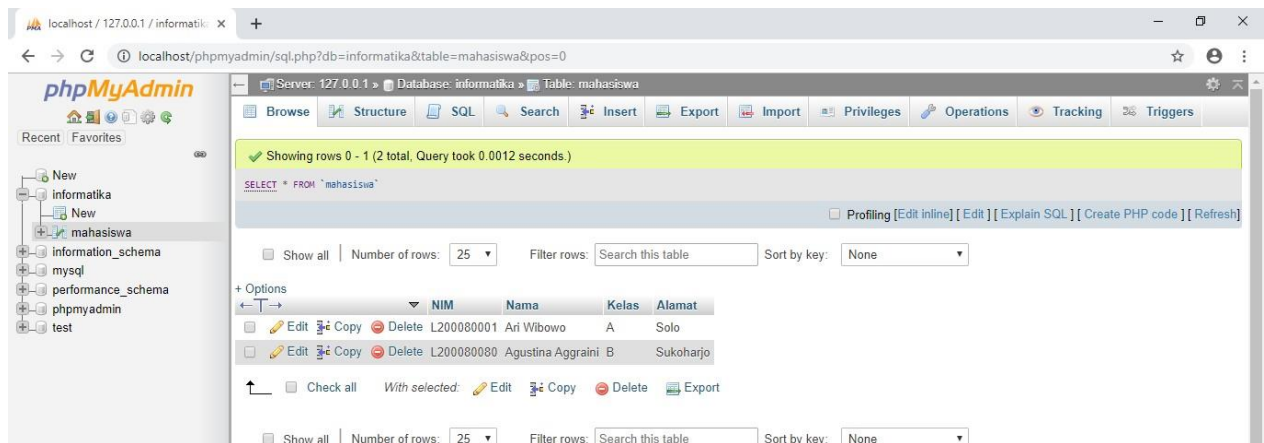 localhost / 127.0.0.1 / informatik
localhost/phpmyadmin/sql.php?db=informatika&table=mahasiswa&pos=0
phpMyAdmin
Recent Favorites
New
informatika
New
mahasiswa
information_schema
mysql
performance_schema
phpmyadmin
test
Server: 127.0.0.1 » Database: informatika » Table: mahasiswa
Browse Structure SQL Search Insert Export Import Privileges Operations Tracking Triggers
Showing rows 0 - 1 (2 total, Query took 0.0012 seconds.)
SELECT * FROM `mahasiswa`
Profiling [Edit inline] [ Edit ] [ Explain SQL ] [ Create PHP code ] [ Refresh]
Show all | Number of rows: 25 Filter rows: Search this table Sort by key: None
+ Options
←T→ NIM Nama Kelas Alamat
Edit Copy Delete L200080001 Ari Wibowo A Solo
Edit Copy Delete L200080080 Agustina Aggraini B Sukoharjo
Check all With selected: Edit Copy Delete Export
Show all | Number of rows: 25 Filter rows: Search this table Sort by key: None